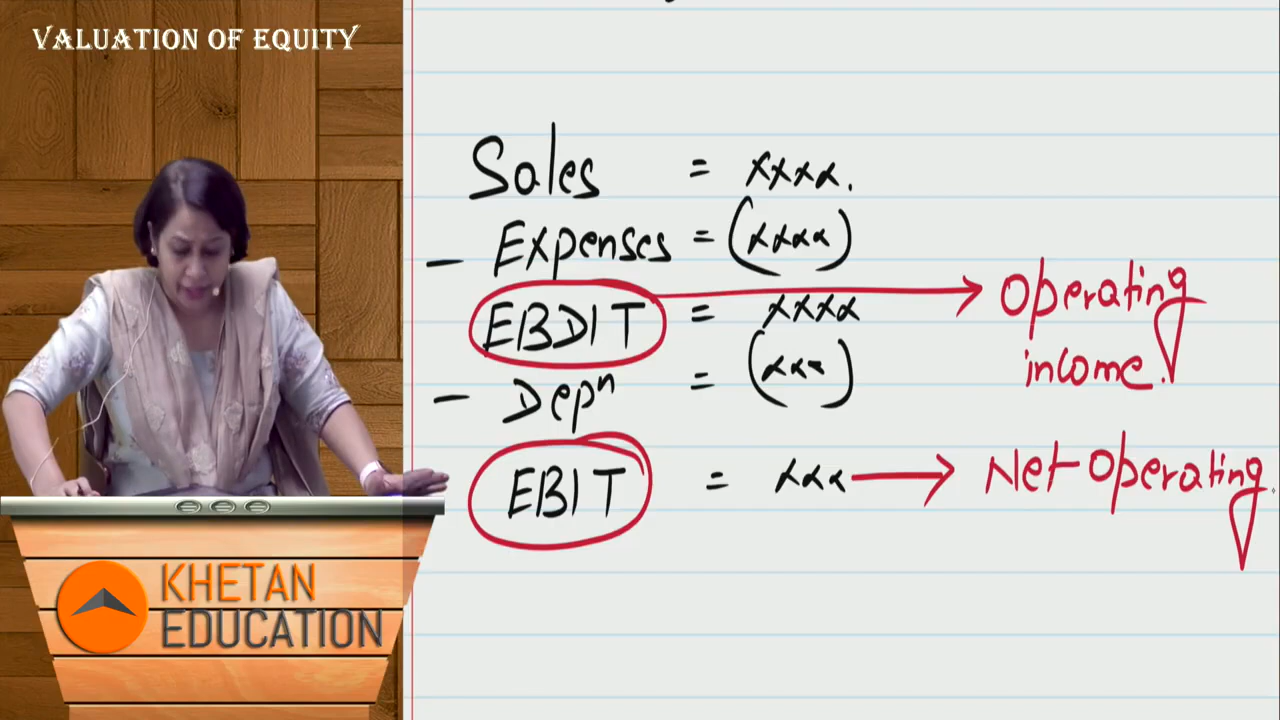 VALUATION OF EQUITY
Sales = xxxx.
- Expenses = (xxxx)
EBDIT = xxxx
Operating
income.
- Depn = (xxx)
EBIT = xxx
Net Operating
KHETAN
EDUCATION